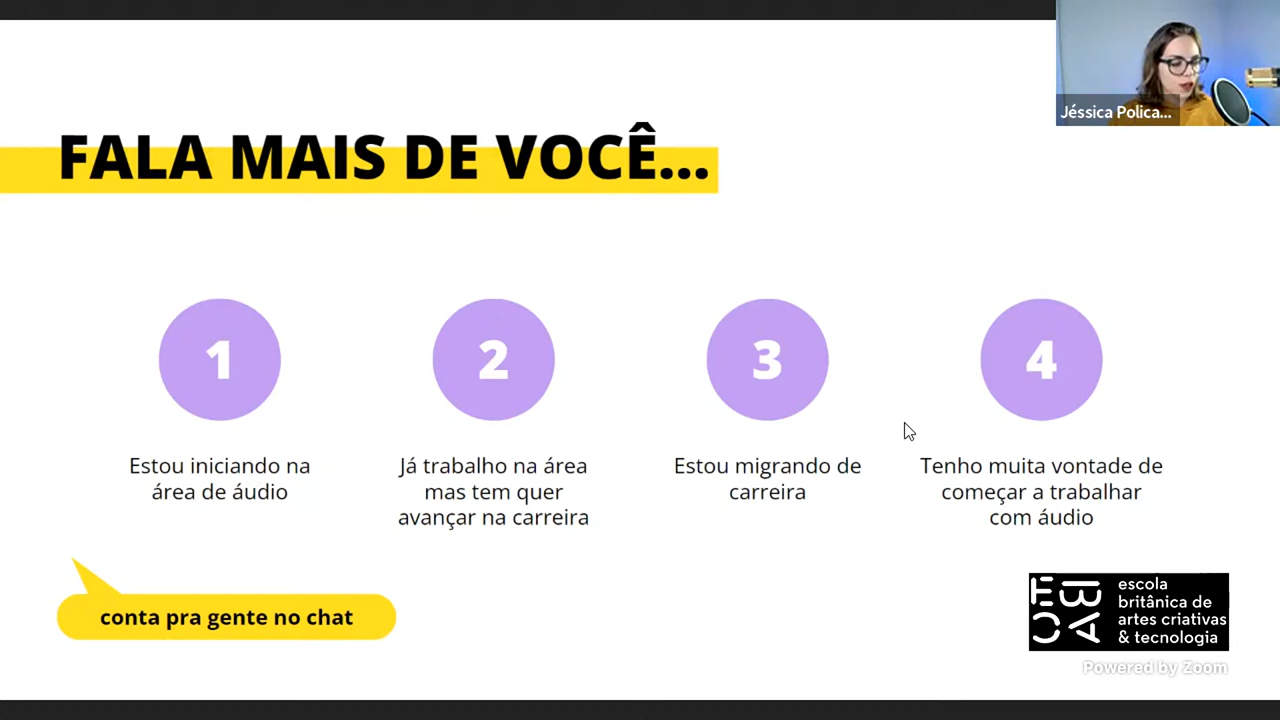 Jéssica Polica...
FALA MAIS DE VOCÊ...
1
2
3
4
Estou iniciando na
área de áudio
Já trabalho na área
mas tem quer
avançar na carreira
Estou migrando de
carreira
Tenho muita vontade de
começar a trabalhar
com áudio
conta pra gente no chat
EBAC
escola
britânica de
artes criativas
& tecnologia
Powered by Zoom